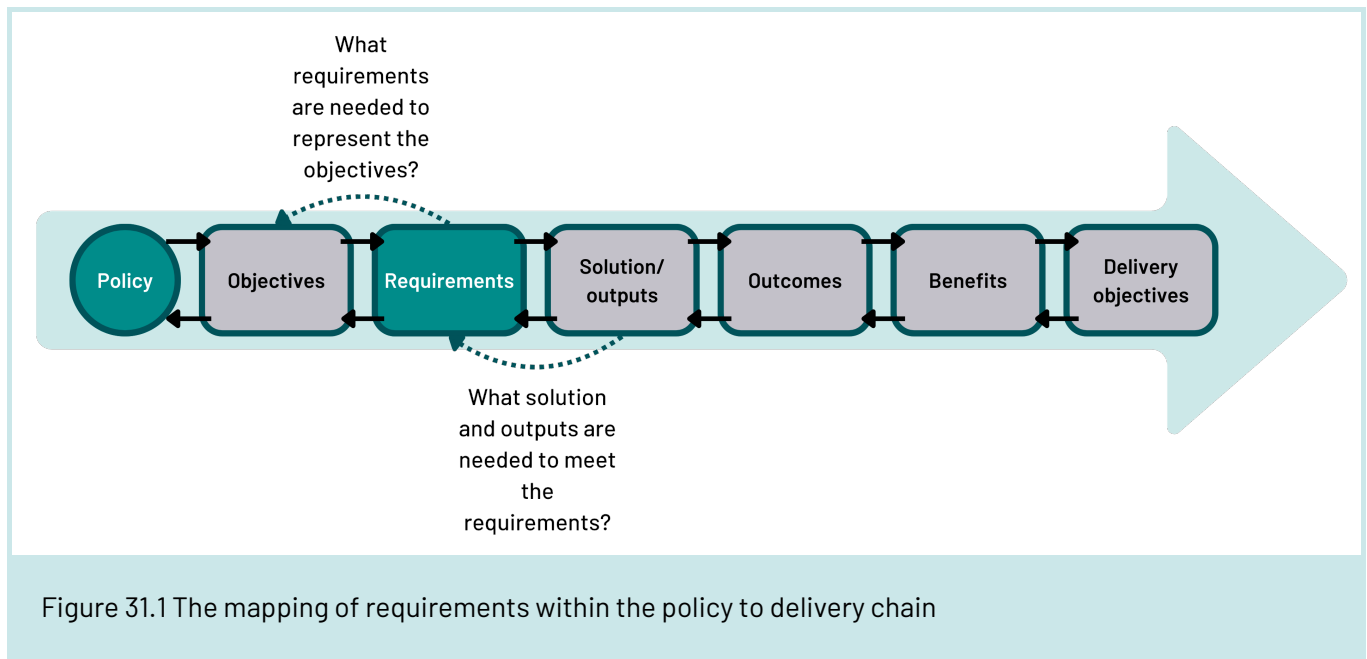 What
requirements
are needed to
represent the
objectives?
Policy
Objectives
Requirements
Solution/
outputs
Outcomes
Benefits
Delivery
objectives
What solution
and outputs are
needed to meet
the
requirements?
Figure 31.1 The mapping of requirements within the policy to delivery chain